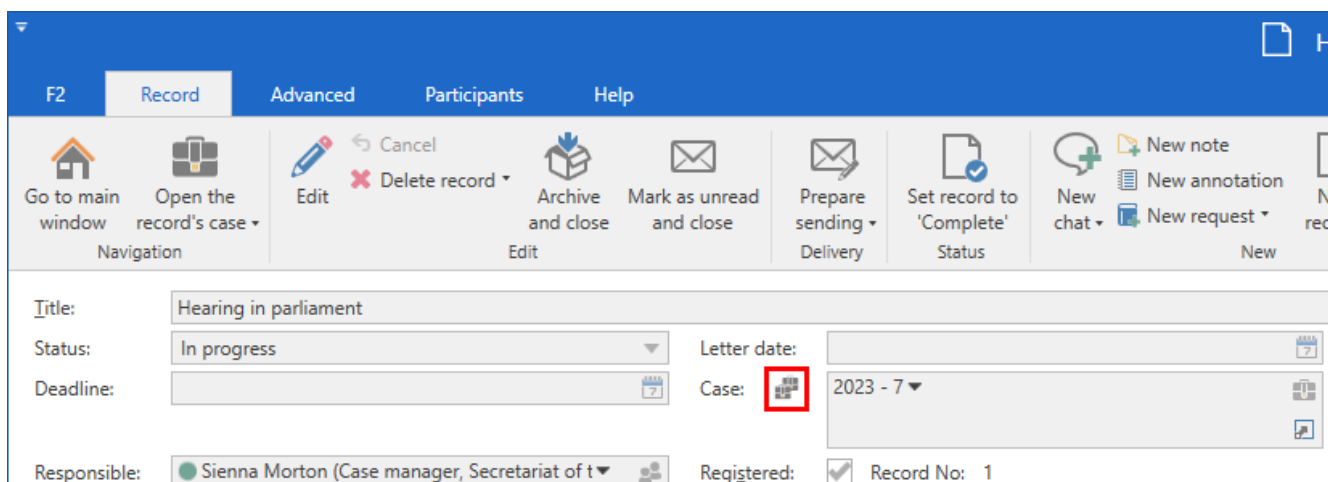 H
F2 Record Advanced Participants Help
Go to main window
Open the record's case
Navigation
Edit
Cancel
Delete record
Archive and close
Mark as unread and close
Edit
Prepare sending
Delivery
Set record to 'Complete'
Status
New chat
New note
New annotation
New request
N
rec
New
Title: Hearing in parliament
Status: In progress Letter date: 7
Deadline: 7 Case: 2023 - 7
Responsible: Sienna Morton (Case manager, Secretariat of t Registered: Record No: 1